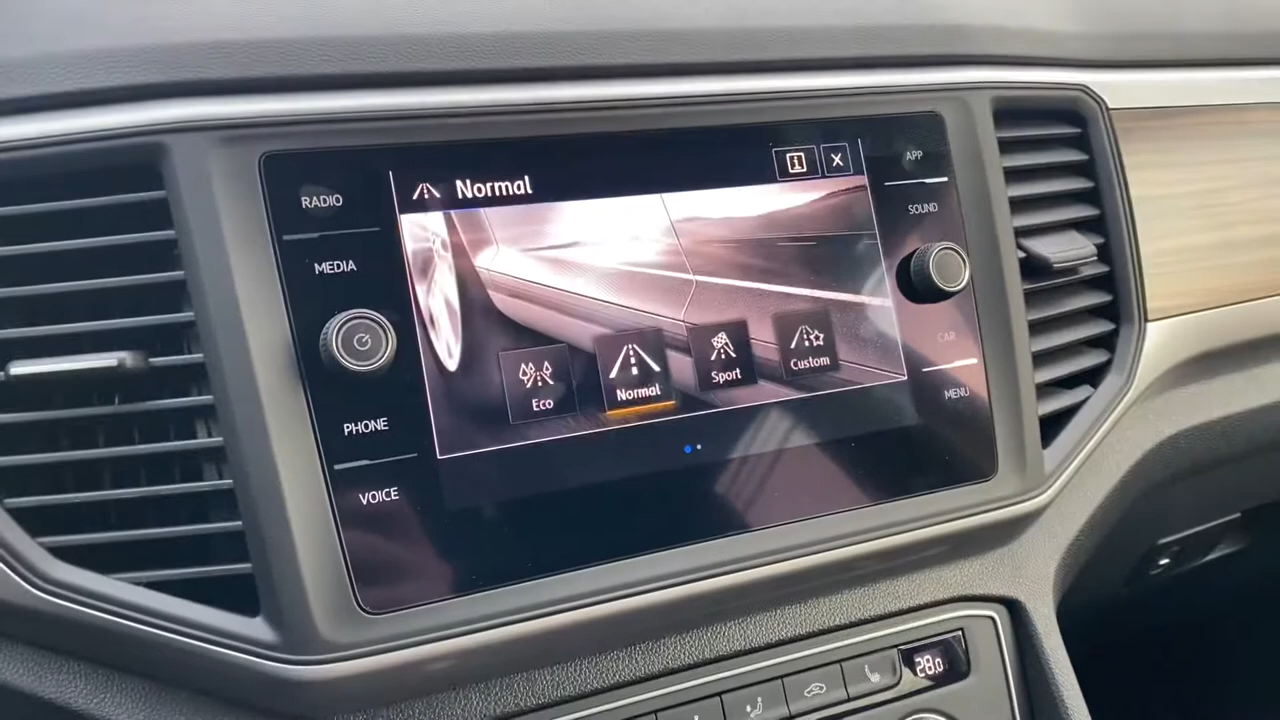 RADIO
MEDIA
PHONE
VOICE
Normal
i
X
Eco
Normal
Sport
Custom
APP
SOUND
CAR
MENU
28.0